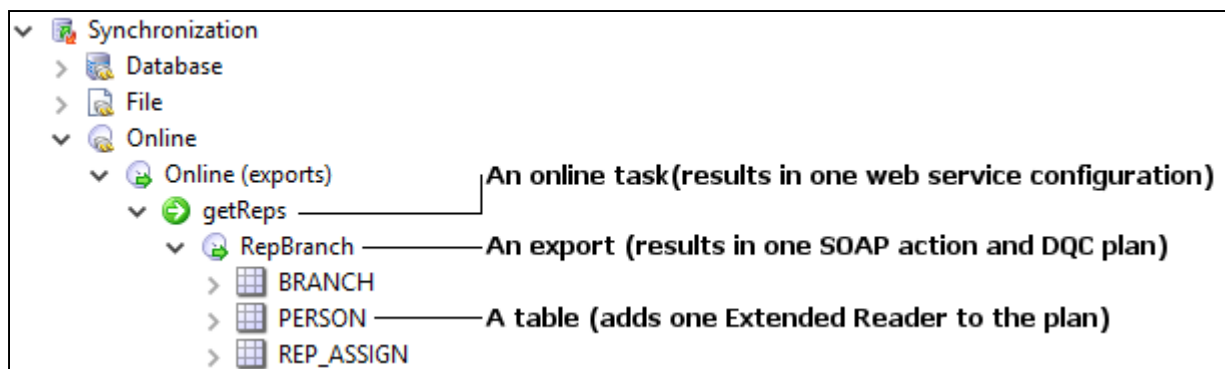 Synchronization
Database
File
Online
Online (exports) An online task(results in one web service configuration)
getReps
RepBranch An export (results in one SOAP action and DQC plan)
BRANCH
PERSON A table (adds one Extended Reader to the plan)
REP_ASSIGN